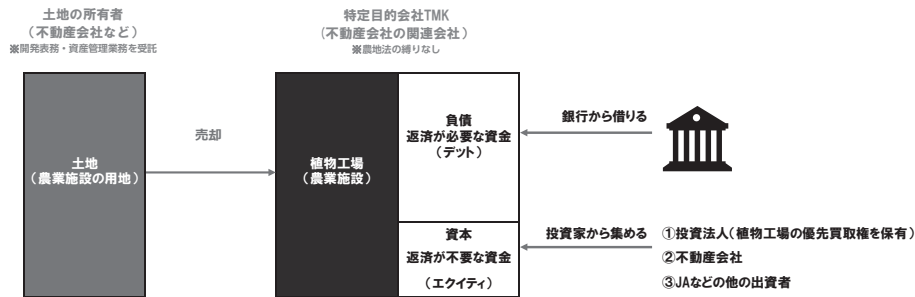 土地の所有者
（不動産会社など）
※開発業務・資産管理業務を受託
特定目的会社TMK
（不動産会社の関連会社）
※農地法の縛りなし
土地
（農業施設の用地）
売却
植物工場
（農業施設）
負債
返済が必要な資金
（デット）
銀行から借りる
資本
返済が不要な資金
（エクイティ）
投資家から集める
①投資法人（植物工場の優先買取権を保有）
②不動産会社
③JAなどの他の出資者